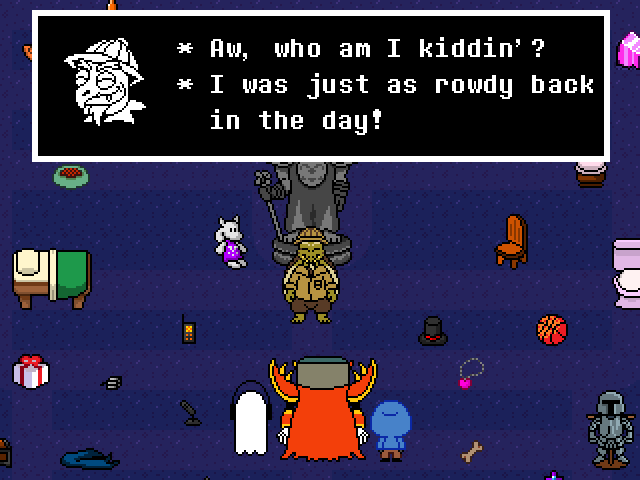 * Aw, who am I kiddin'?
* I was just as rowdy back
in the day!